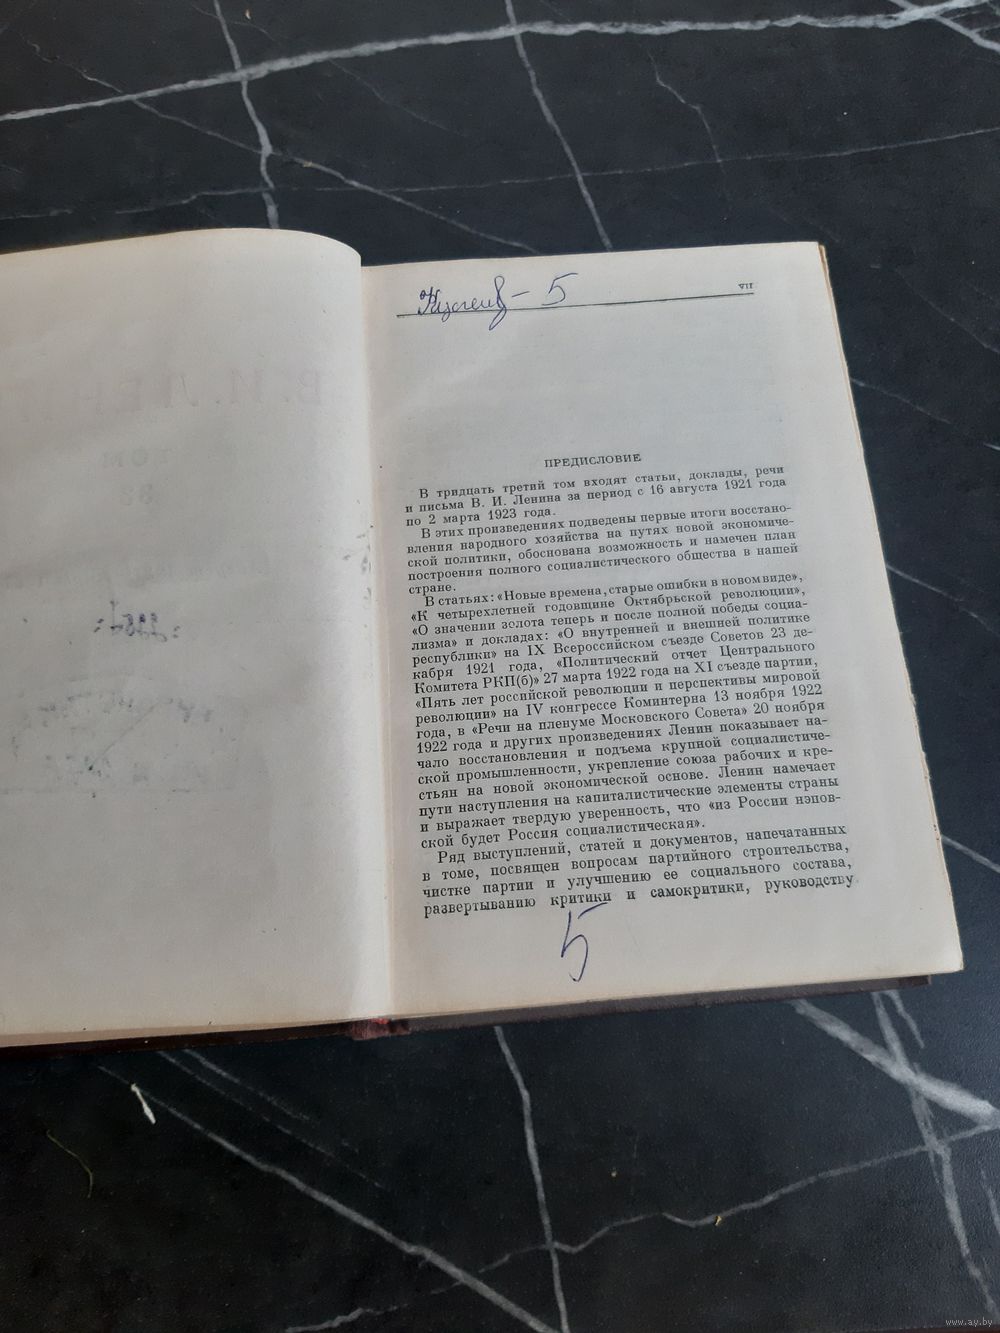 – 5
VII
ПРЕДИСЛОВИЕ
В тридцать третий том входят статьи, доклады, речи
и письма В. И. Ленина за период с 16 августа 1921 года
по 2 марта 1923 года.
В этих произведениях подведены первые итоги восстано-
вления народного хозяйства на путях новой экономиче-
ской политики, обоснована возможность и намечен план
построения полного социалистического общества в нашей
стране.
В статьях: «Новые времена, старые ошибки в новом виде»,
«К четырехлетней годовщине Октябрьской революции»,
«О значении золота теперь и после полной победы социа-
лизма» и докладах: «О внутренней и внешней политике
республики» на IX Всероссийском съезде Советов 23 де-
кабря 1921 года, «Политический отчет Центрального
Комитета РКП(б)» 27 марта 1922 года на XI съезде партии,
«Пять лет российской революции и перспективы мировой
революции» на IV конгрессе Коминтерна 13 ноября 1922
года, в «Речи на пленуме Московского Совета» 20 ноября
1922 года и других произведениях Ленин показывает на-
чало восстановления и подъема крупной социалистиче-
ской промышленности, укрепление союза рабочих и кре-
стьян на новой экономической основе. Ленин намечает
пути наступления на капиталистические элементы страны
и выражает твердую уверенность, что «из России нэпов-
ской будет Россия социалистическая».
Ряд выступлений, статей и документов, напечатанных
в томе, посвящен вопросам партийного строительства,
чистке партии и улучшению ее социального состава,
развертыванию критики и самокритики, руководству
5
www.ay.by